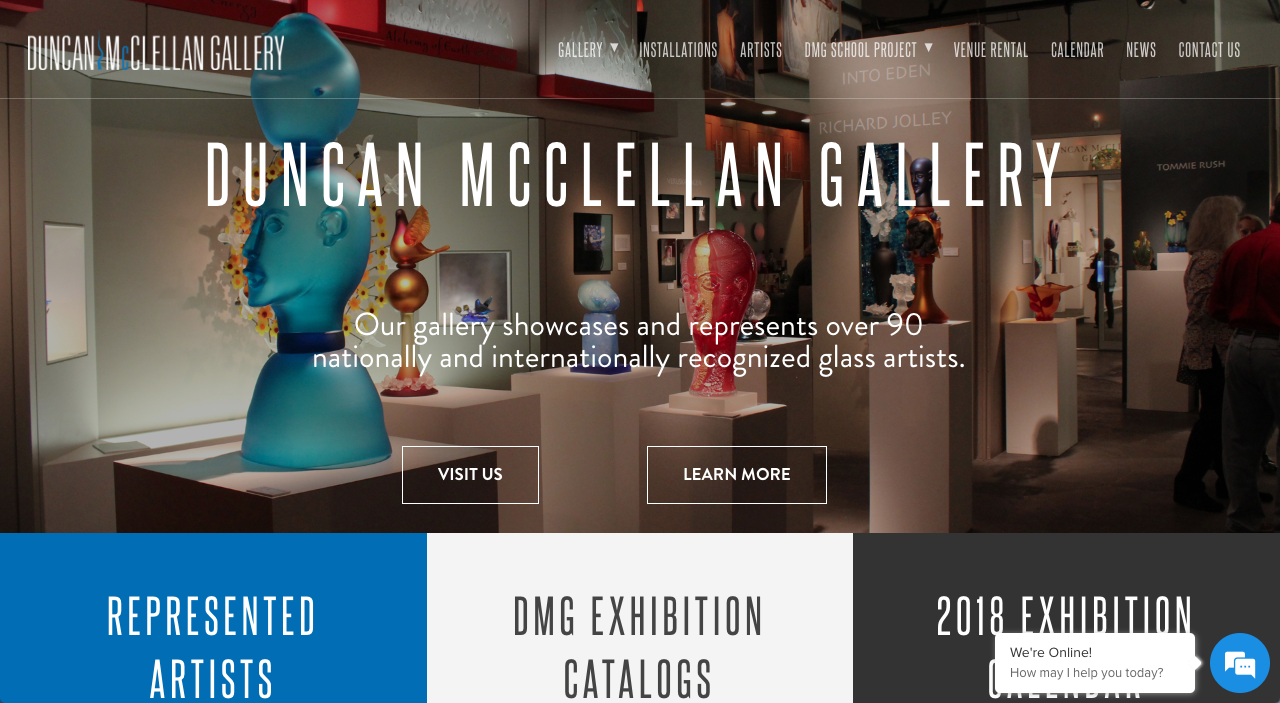 DUNCAN McCLELLAN GALLERY
GALLERY ▼ INSTALLATIONS ARTISTS DMG SCHOOL PROJECT ▼ VENUE RENTAL CALENDAR NEWS CONTACT US
INTO EDEN
RICHARD JOLLEY
TOMMIE RUSH
DUNCAN MCCLELLAN GALLERY
Our gallery showcases and represents over 90
nationally and internationally recognized glass artists.
VISIT US
LEARN MORE
REPRESENTED
ARTISTS
DMG EXHIBITION
CATALOGS
2018 EXHIBITION
CALENDAR
We're Online!
How may I help you today?